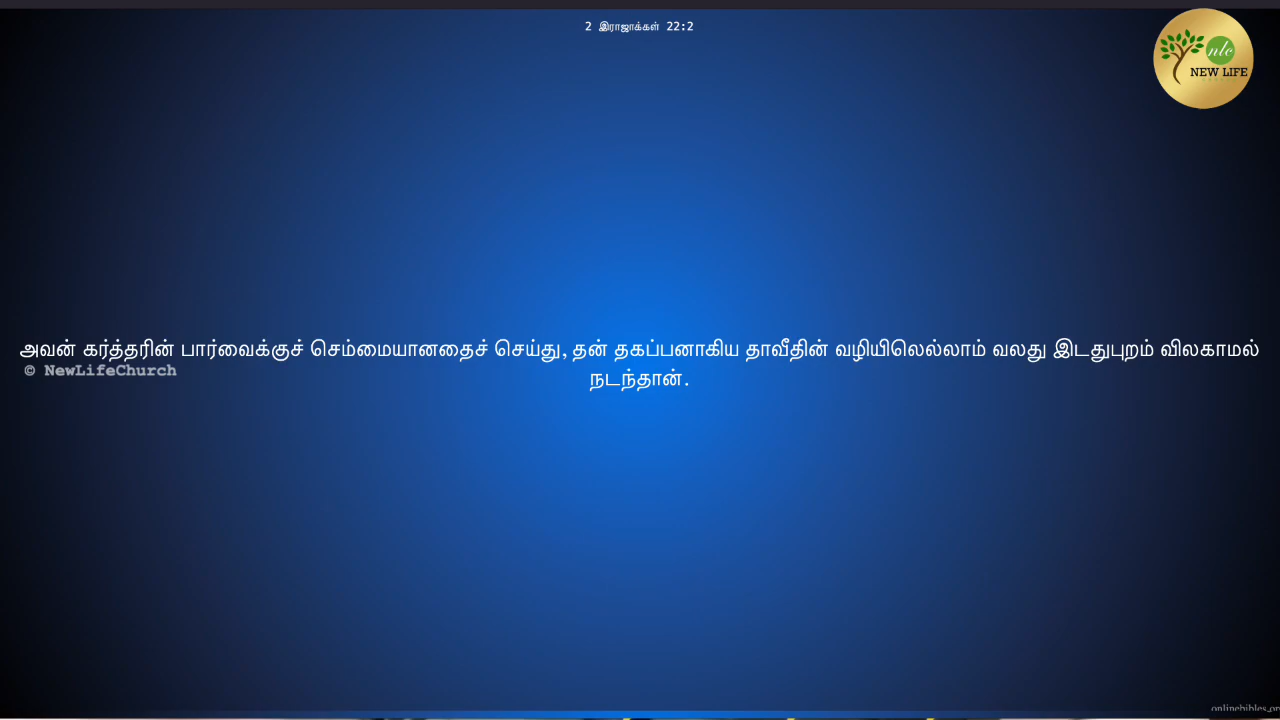 2 இராஜாக்கள் 22:2
nlc
NEW LIFE
அவன் கர்த்தரின் பார்வைக்குச் செம்மையானதைச் செய்து, தன் தகப்பனாகிய தாவீதின் வழியிலெல்லாம் வலது இடதுபுறம் விலகாமல்
© NewLifeChurch
நடந்தான்.